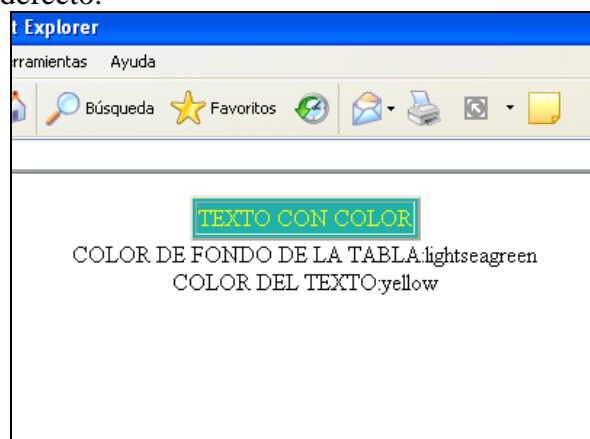 defecto.
t Explorer
rramientas Ayuda
Búsqueda Favoritos
TEXTO CON COLOR
COLOR DE FONDO DE LA TABLA:lightseagreen
COLOR DEL TEXTO:yellow